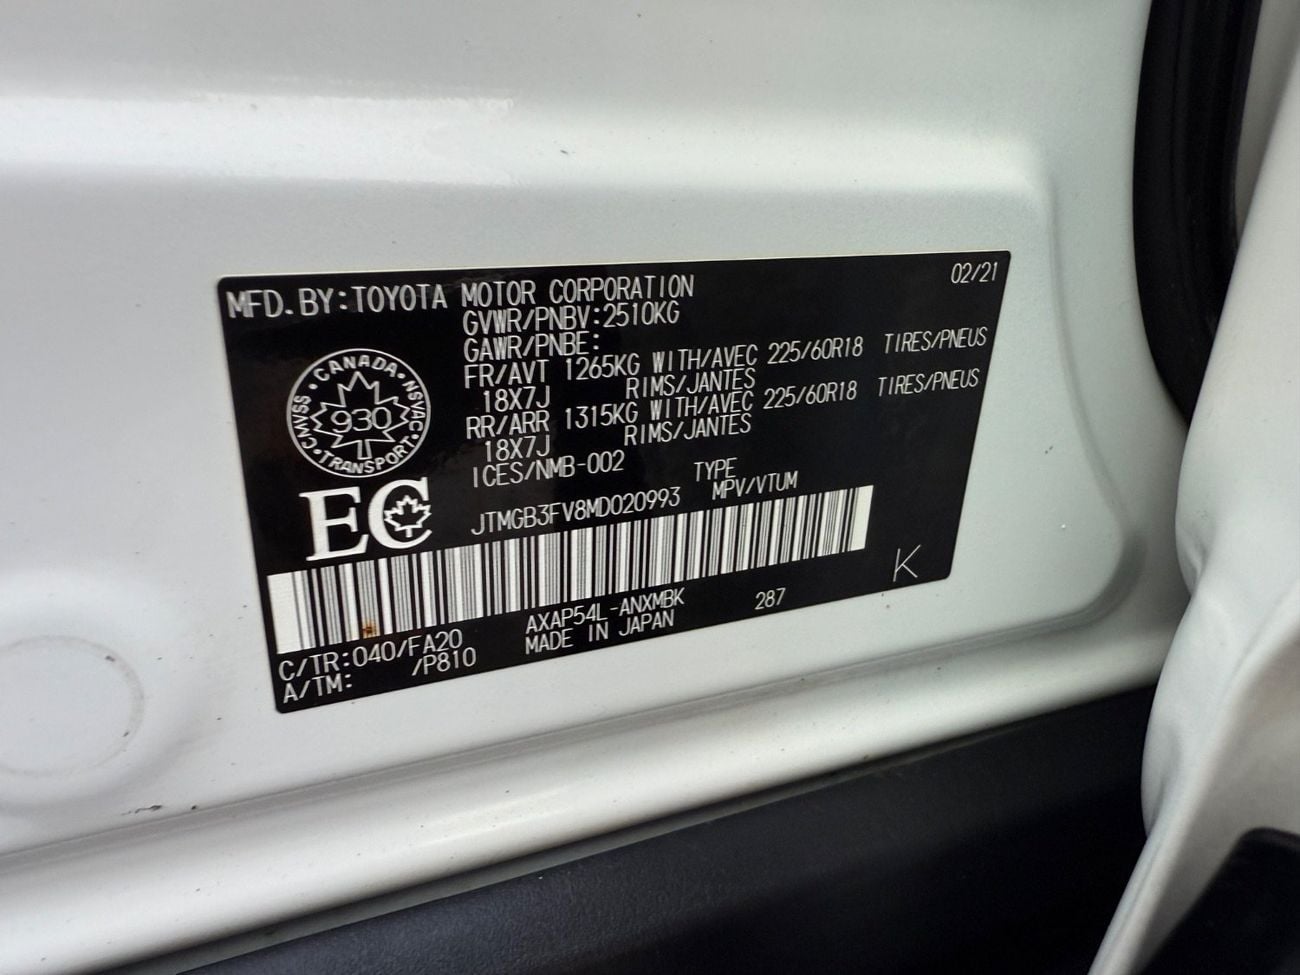 MFD. BY: TOYOTA MOTOR CORPORATION 02/21
GVWR/PNBV: 2510KG
GAWR/PNBE:
FR/AVT 1265KG WITH/AVEC 225/60R18 TIRES/PNEUS
18X7J RIMS/JANTES
RR/ARR 1315KG WITH/AVEC 225/60R18 TIRES/PNEUS
18X7J RIMS/JANTES
ICES/NMB-002 TYPE
JTMGB3FV8MD020993 MPV/VTUM
CANADA · NSVAC · TRANSPORT · CMVSS ·
930
EC
C/TR: 040/FA20 AXAP54L-ANXMBK 287 K
A/TM: /P810 MADE IN JAPAN